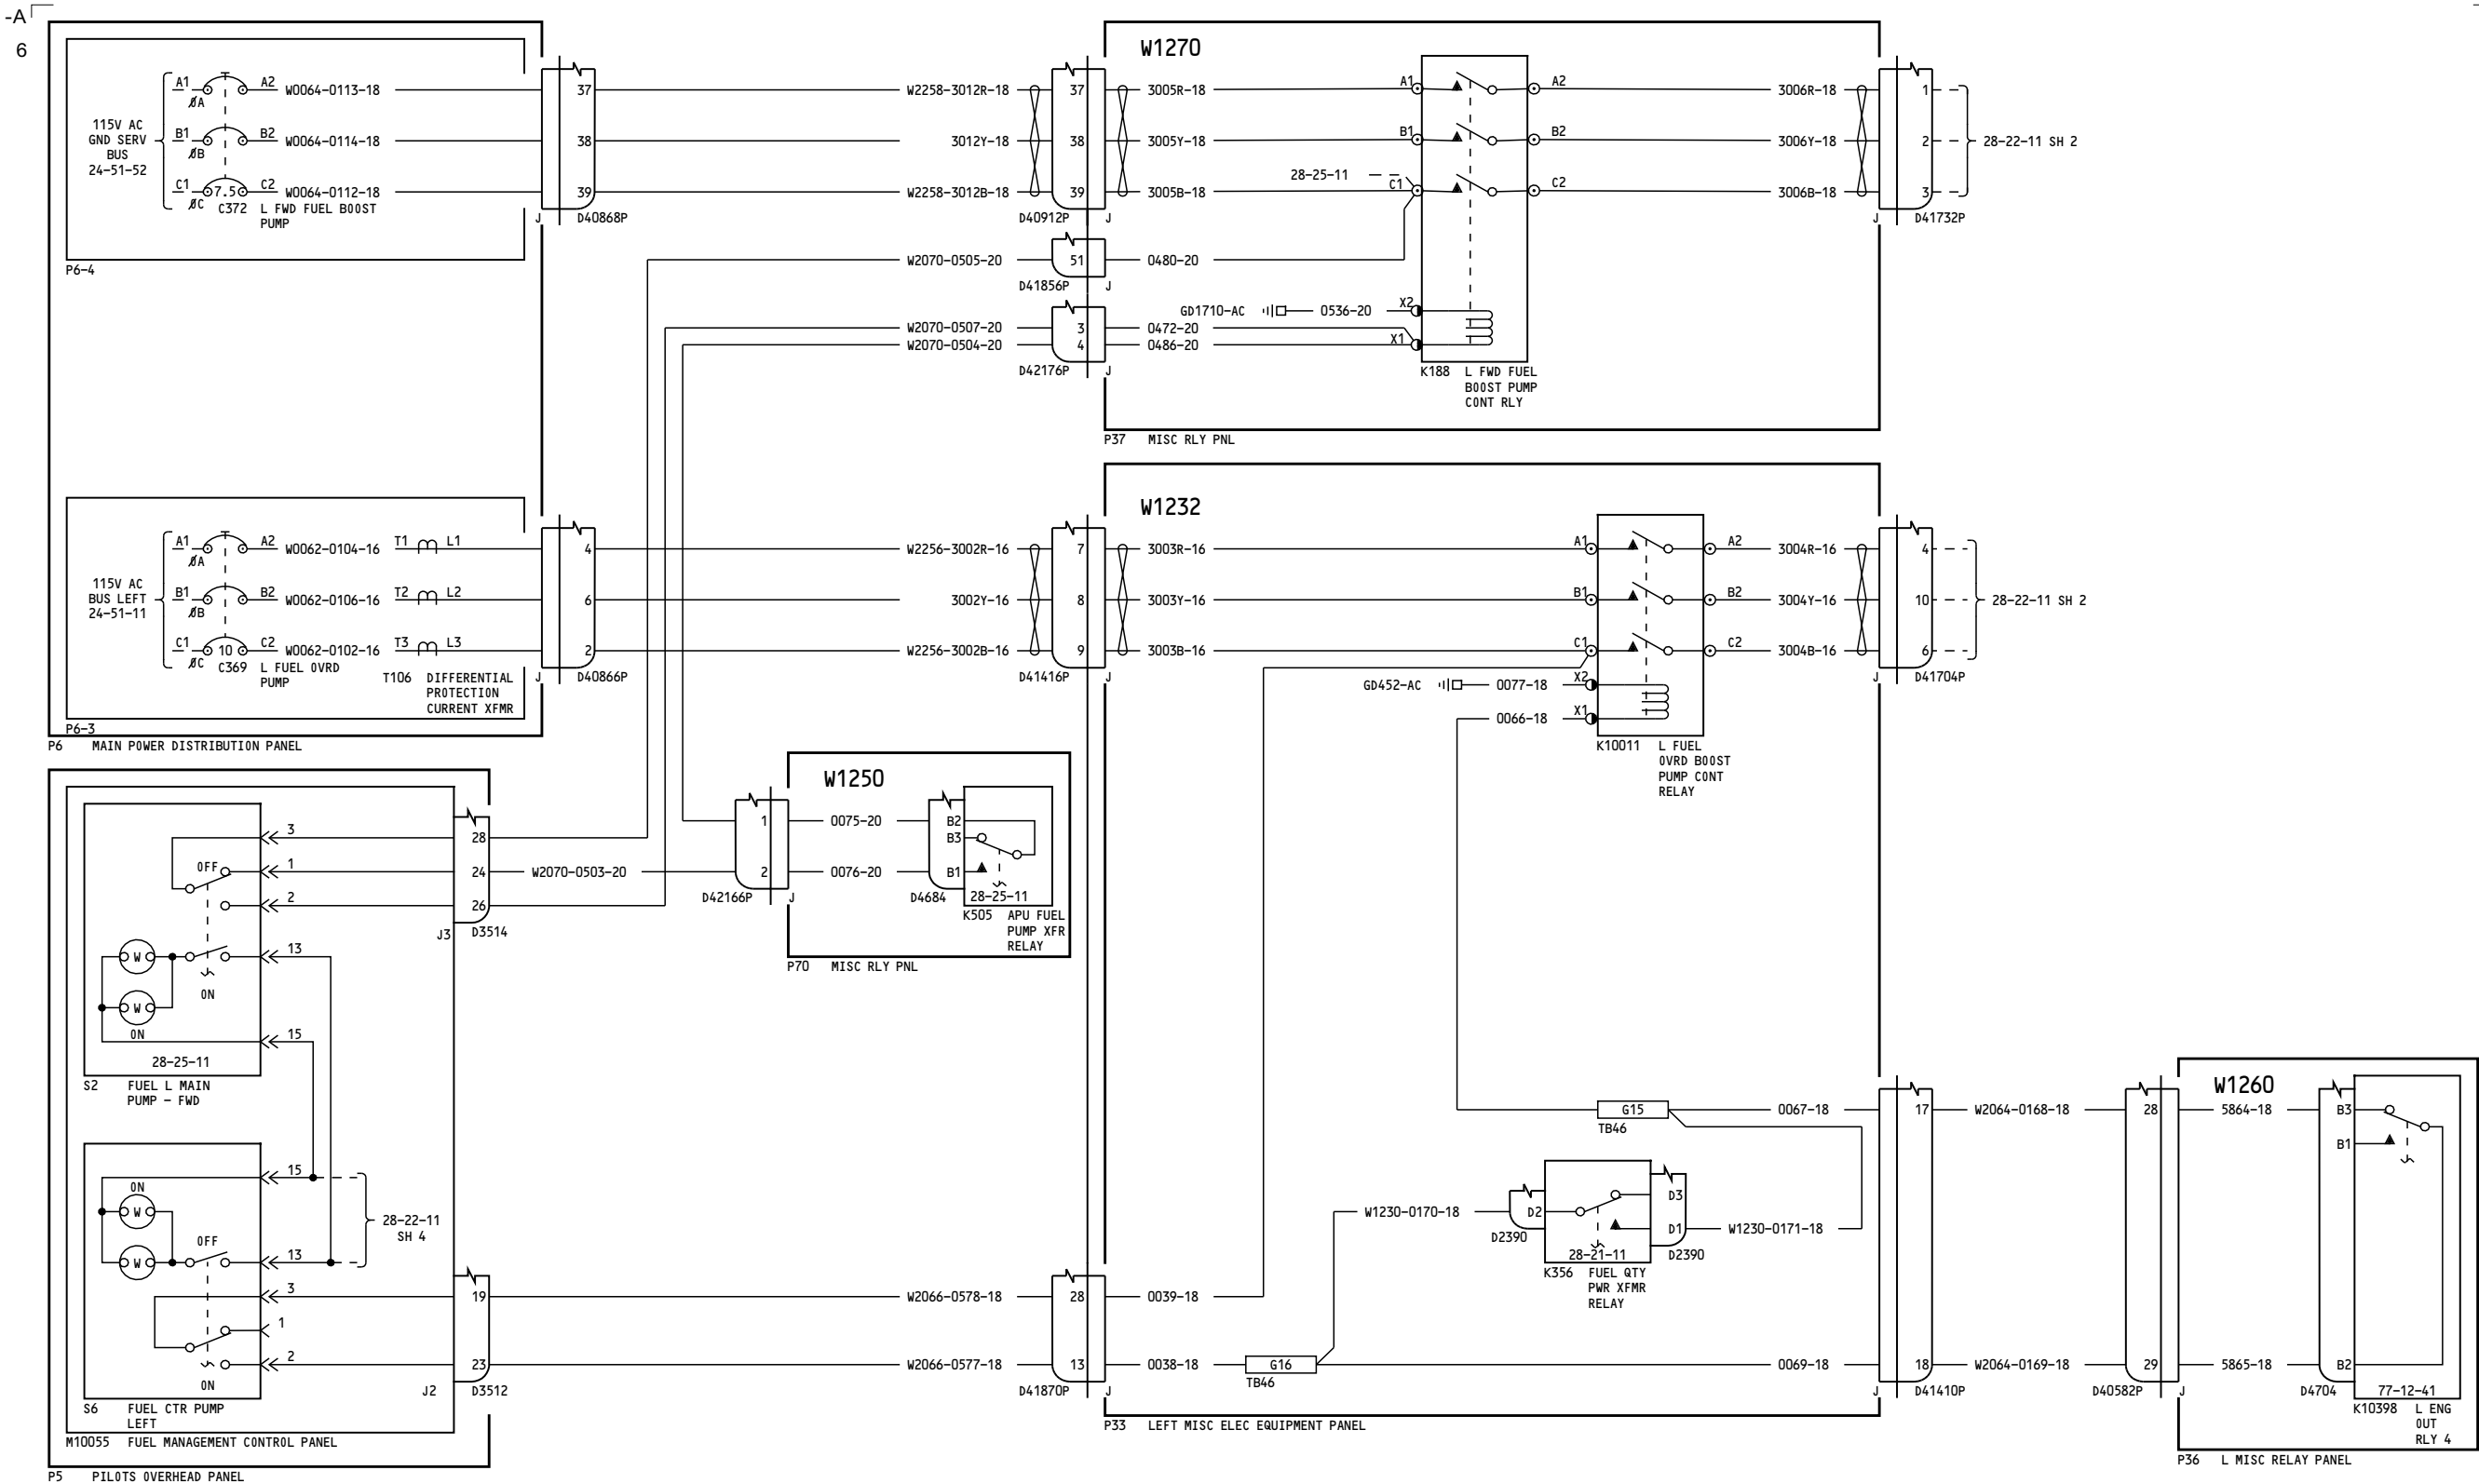 -A
6
115V AC
GND SERV
BUS
24-51-52
A1
ØA
A2
W0064-0113-18
B1
ØB
B2
W0064-0114-18
C1
ØC
7.5
C2
W0064-0112-18
C372
L FWD FUEL BOOST
PUMP
P6-4
37
38
39
J
D40868P
W2258-3012R-18
3012Y-18
W2258-3012B-18
37
38
39
D40912P
J
W2070-0505-20
51
D41856P
J
W2070-0507-20
W2070-0504-20
3
4
D42176P
J
W1270
3005R-18
3005Y-18
3005B-18
28-25-11
0480-20
GD1710-AC
0536-20
0472-20
0486-20
A1
B1
C1
X2
X1
A2
B2
C2
K188
L FWD FUEL
BOOST PUMP
CONT RLY
3006R-18
3006Y-18
3006B-18
1
2
3
J
D41732P
28-22-11 SH 2
P37
MISC RLY PNL
115V AC
BUS LEFT
24-51-11
A1
ØA
A2
W0062-0104-16
T1
L1
B1
ØB
B2
W0062-0106-16
T2
L2
C1
ØC
10
C2
W0062-0102-16
T3
L3
C369
L FUEL OVRD
PUMP
T106
DIFFERENTIAL
PROTECTION
CURRENT XFMR
P6-3
P6
MAIN POWER DISTRIBUTION PANEL
4
6
2
J
D40866P
W2256-3002R-16
3002Y-16
W2256-3002B-16
7
8
9
D41416P
J
W1232
3003R-16
3003Y-16
3003B-16
GD452-AC
0077-18
0066-18
A1
B1
C1
X2
X1
A2
B2
C2
K10011
L FUEL
OVRD BOOST
PUMP CONT
RELAY
3004R-16
3004Y-16
3004B-16
4
10
6
J
D41704P
28-22-11 SH 2
W1250
1
2
D42166P
J
0075-20
0076-20
B2
B3
B1
D4684
28-25-11
K505
APU FUEL
PUMP XFR
RELAY
P70
MISC RLY PNL
3
OFF
1
2
W
13
ON
W
ON
15
28-25-11
S2
FUEL L MAIN
PUMP - FWD
28
24
26
J3
D3514
W2070-0503-20
15
ON
W
OFF
W
13
28-22-11
SH 4
3
1
2
ON
S6
FUEL CTR PUMP
LEFT
M10055
FUEL MANAGEMENT CONTROL PANEL
P5
PILOTS OVERHEAD PANEL
19
23
J2
D3512
W2066-0578-18
W2066-0577-18
28
13
D41870P
J
0039-18
0038-18
G16
TB46
W1230-0170-18
D2
D2390
28-21-11
K356
FUEL QTY
PWR XFMR
RELAY
D3
D1
D2390
W1230-0171-18
G15
TB46
0067-18
0069-18
P33
LEFT MISC ELEC EQUIPMENT PANEL
17
18
J
D41410P
W2064-0168-18
W2064-0169-18
28
29
D40582P
J
W1260
5864-18
5865-18
B3
B1
B2
D4704
77-12-41
K10398
L ENG
OUT
RLY 4
P36
L MISC RELAY PANEL